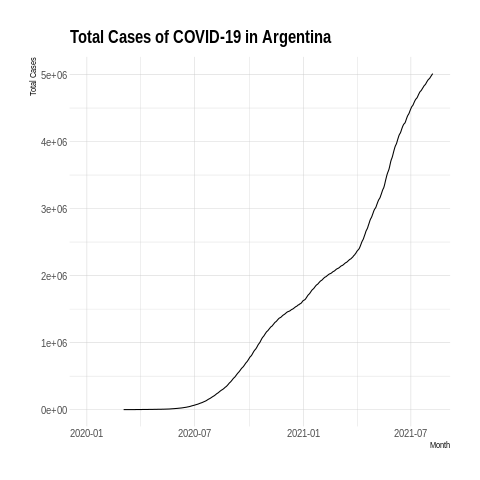 Total Cases of COVID-19 in Argentina
Total Cases
5e+06
4e+06
3e+06
2e+06
1e+06
0e+00
2020-01 2020-07 2021-01 2021-07
Month